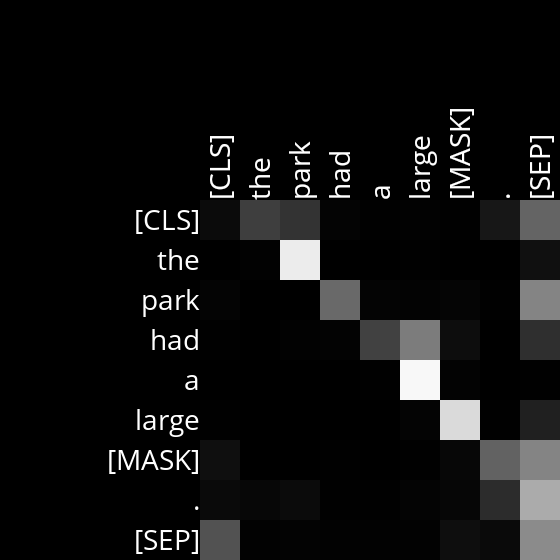 [CLS] the park had a large [MASK] . [SEP]
[CLS]
the
park
had
a
large
[MASK]
.
[SEP]